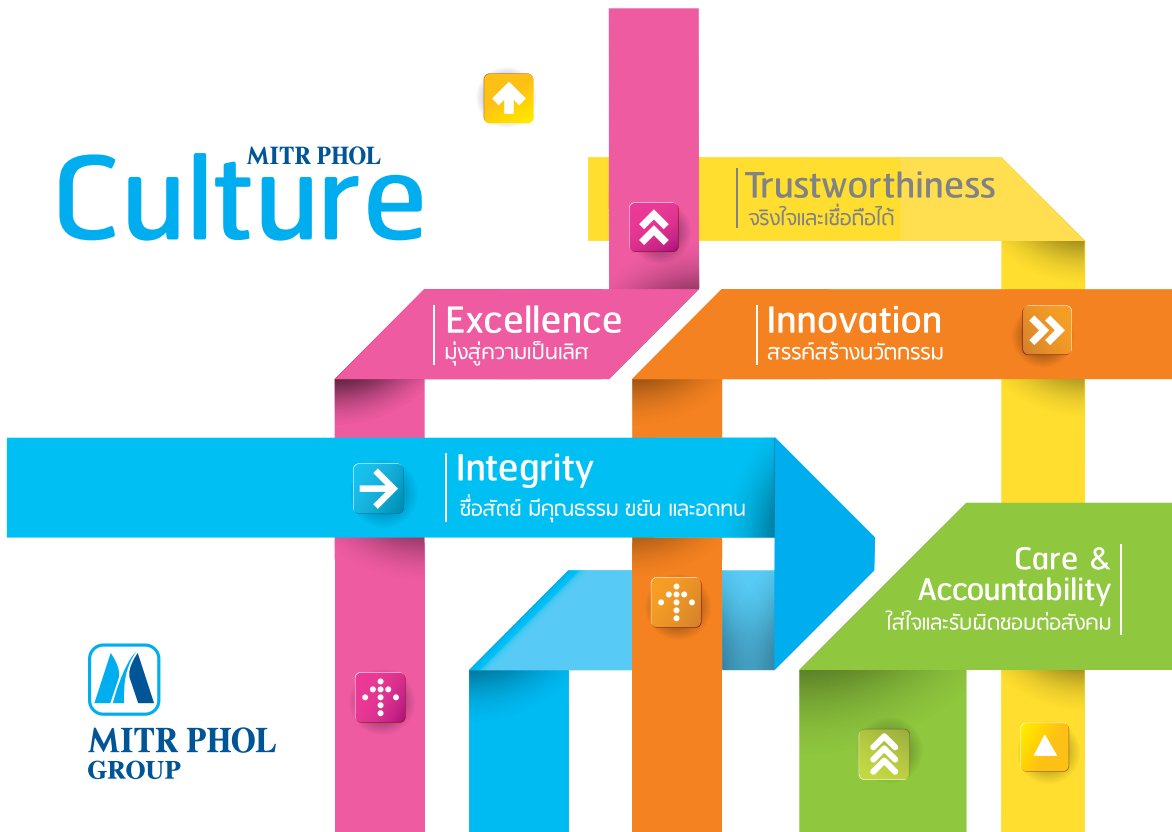 MITR PHOL
Culture
Trustworthiness
จริงใจและเชื่อถือได้
Excellence
มุ่งสู่ความเป็นเลิศ
Innovation
สรรค์สร้างนวัตกรรม
Integrity
ซื่อสัตย์ มีคุณธรรม ขยัน และอดทน
Care &
Accountability
ใส่ใจและรับผิดชอบต่อสังคม
MITR PHOL
GROUP